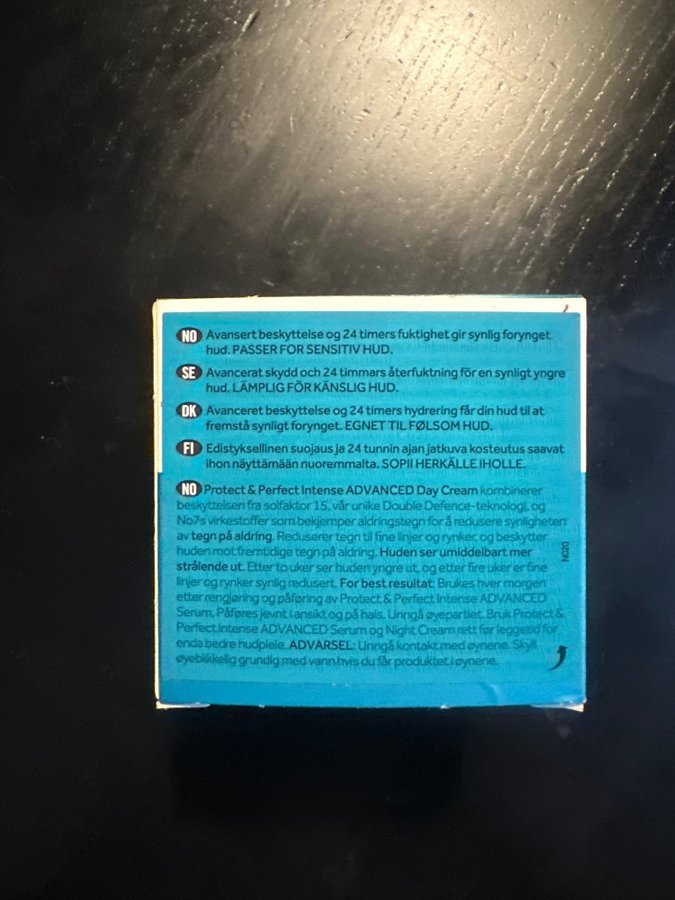 NO Avansert beskyttelse og 24 timers fuktighet gir synlig forynget
hud. PASSER FOR SENSITIV HUD.
SE Avancerat skydd och 24 timmars återfuktning för en synligt yngre
hud. LÄMPLIG FÖR KÄNSLIG HUD.
DK Avanceret beskyttelse og 24 timers hydrering får din hud til at
fremstå synligt forynget. EGNET TIL FØLSOM HUD.
FI Edistyksellinen suojaus ja 24 tunnin ajan jatkuva kosteutus saavat
ihon näyttämään nuoremmalta. SOPII HERKÄLLE IHOLLE.
NO Protect & Perfect Intense ADVANCED Day Cream kombinerer
beskyttelsen fra solfaktor 15, vår unike Double Defence-teknologi, og
No7s virkestoffer som bekjemper aldringstegn for å redusere synligheten
av tegn på aldring. Reduserer tegn til fine linjer og rynker, og beskytter
huden mot fremtidige tegn på aldring. Huden ser umiddelbart mer
strålende ut. Etter to uker ser huden yngre ut, og etter fire uker er fine
linjer og rynker synlig redusert. For best resultat: Brukes hver morgen
etter rengjøring og påføring av Protect & Perfect Intense ADVANCED
Serum. Påføres jevnt i ansikt og på hals. Unngå øyepartiet. Bruk Protect &
Perfect Intense ADVANCED Serum og Night Cream rett før leggetid for
enda bedre hudpleie. ADVARSEL: Unngå kontakt med øynene. Skyll
øyeblikkelig grundig med vann hvis du får produktet i øynene.
N020